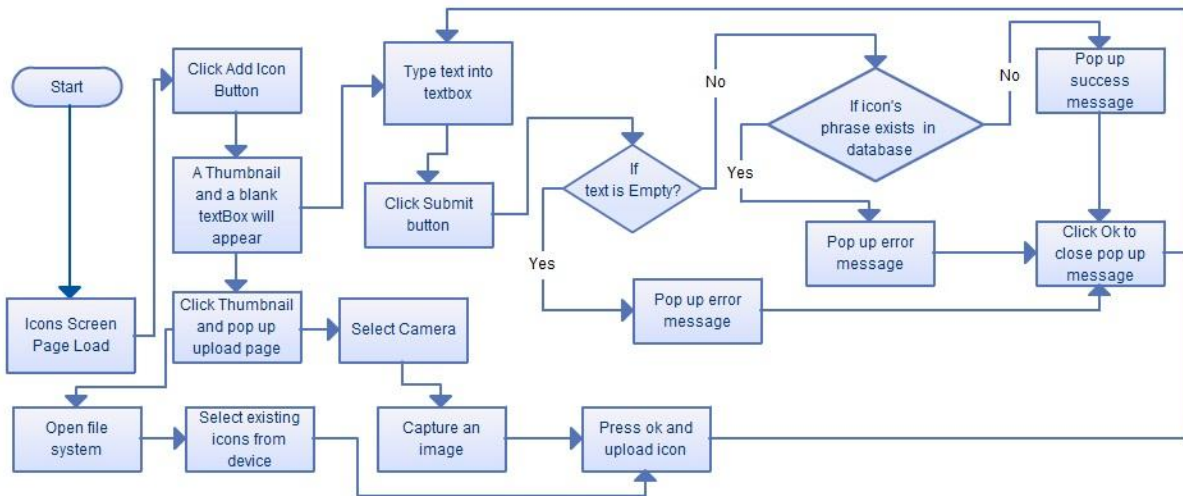 Start
Icons Screen
Page Load
Click Add Icon
Button
A Thumbnail
and a blank
textBox will
appear
Click Thumbnail
and pop up
upload page
Open file
system
Select existing
icons from
device
Select Camera
Capture an
image
Press ok and
upload icon
Type text into
textbox
Click Submit
button
If
text is Empty?
Yes
Pop up error
message
No
If icon's
phrase exists in
database
Yes
Pop up error
message
No
Pop up
success
message
Click Ok to
close pop up
message